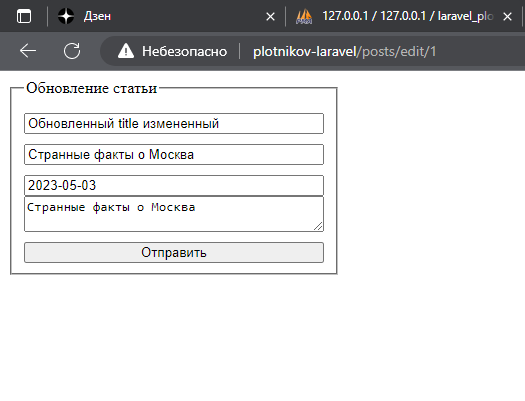 Дзен
127.0.0.1 / 127.0.0.1 / laravel_plo
Небезопасно
plotnikov-laravel/posts/edit/1
Обновление статьи
Обновленный title измененный
Странные факты о Москва
2023-05-03
Странные факты о Москва
Отправить